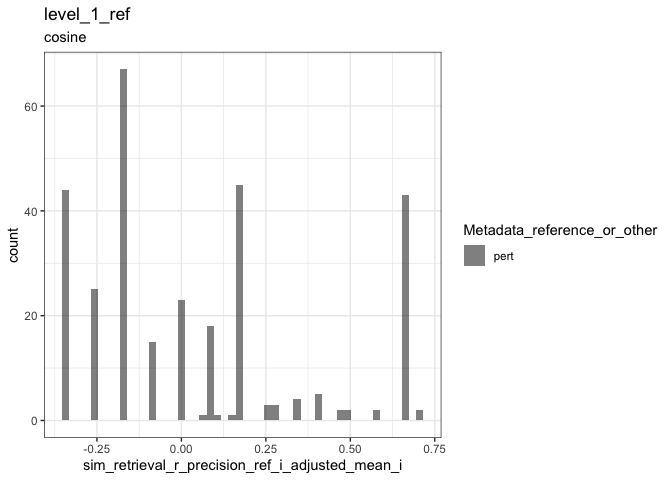 level_1_ref
cosine
60
40
20
0
count
-0.25 0.00 0.25 0.50 0.75
sim_retrieval_r_precision_ref_i_adjusted_mean_i
Metadata_reference_or_other
pert